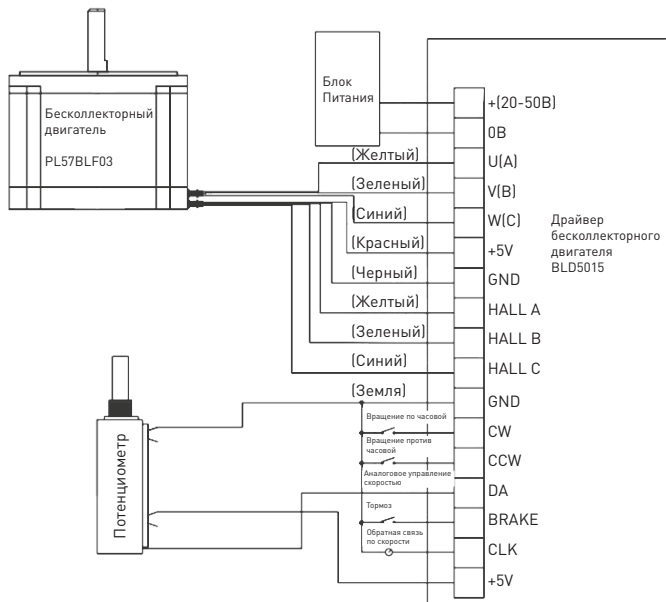 Бесколлекторный
двигатель
PL57BLF03
Блок
Питания
+(20-50В)
0В
(Желтый)
U(A)
(Зеленый)
V(B)
(Синий)
W(C)
(Красный)
+5V
(Черный)
GND
(Желтый)
HALL A
(Зеленый)
HALL B
(Синий)
HALL C
Драйвер
бесколлекторного
двигателя
BLD5015
(Земля)
GND
Вращение по часовой
CW
Вращение против
часовой
CCW
Аналоговое управление
скоростью
DA
Тормоз
BRAKE
Обратная связь
по скорости
CLK
+5V
Потенциометр